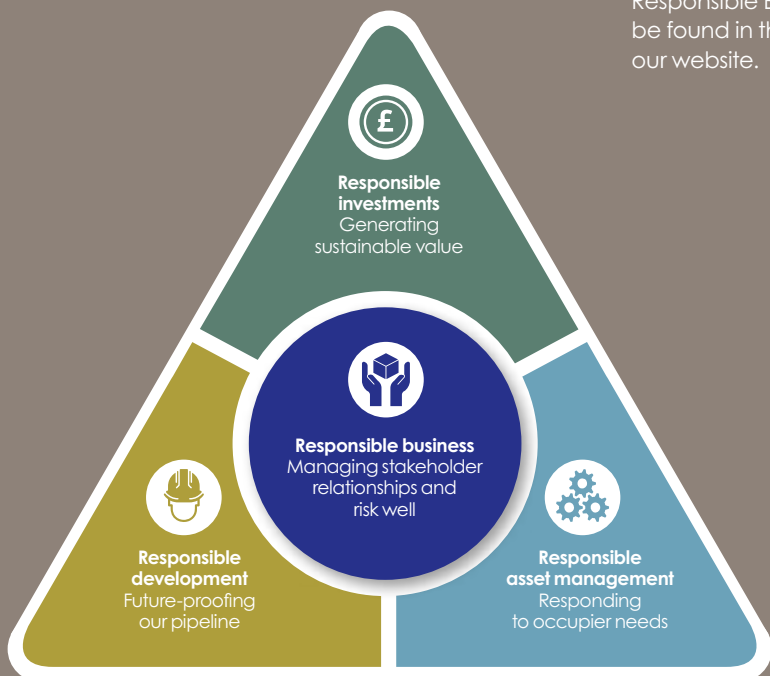 be found in th
our website.
£
Responsible
investments
Generating
sustainable value
Responsible business
Managing stakeholder
relationships and
risk well
Responsible
development
Future-proofing
our pipeline
Responsible
asset management
Responding
to occupier needs